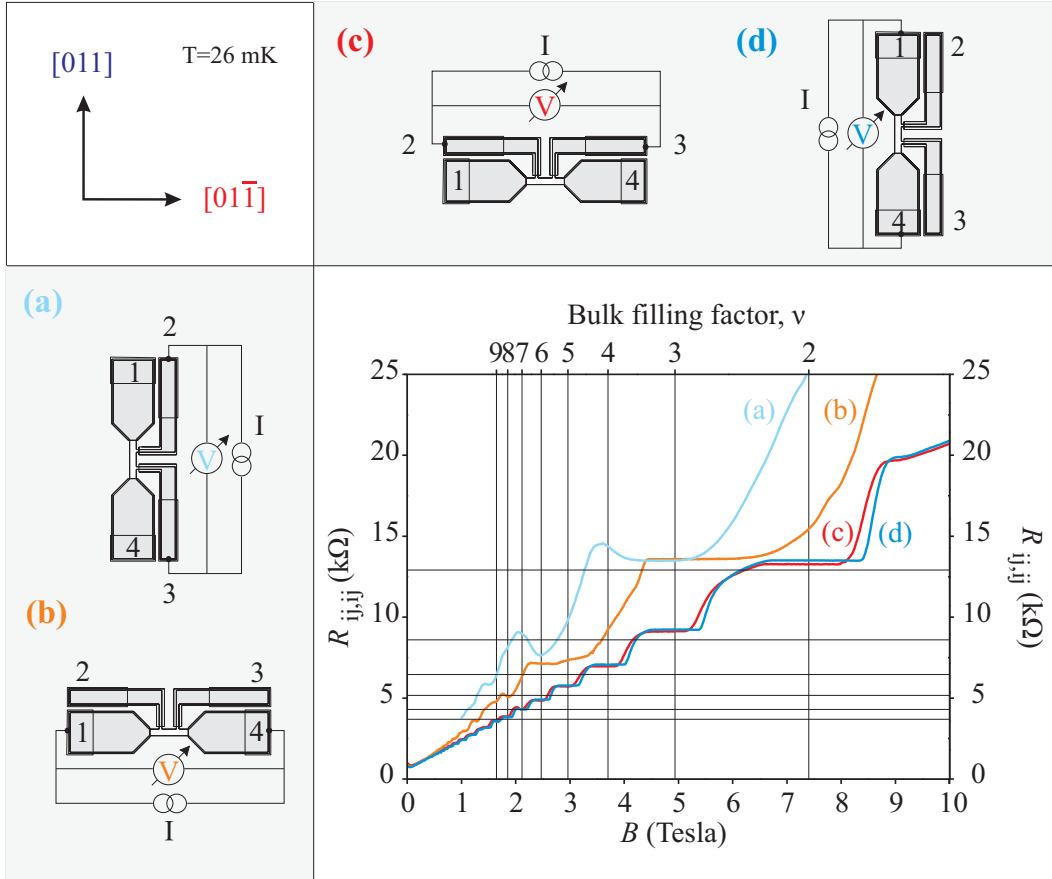 [011]
T=26 mK
[011̅]
(c)
I
V
2
3
1
4
(d)
1
2
I
V
4
3
(a)
2
1
I
V
4
3
(b)
2
3
1
4
V
I
Bulk filling factor, ν
9 8 7 6 5 4 3 2
25 25
20 20
15 15
10 10
5 5
0 0
(a)
(b)
(c)
(d)
R ij,ij (kΩ)
R ij,ij (kΩ)
0 1 2 3 4 5 6 7 8 9 10
B (Tesla)